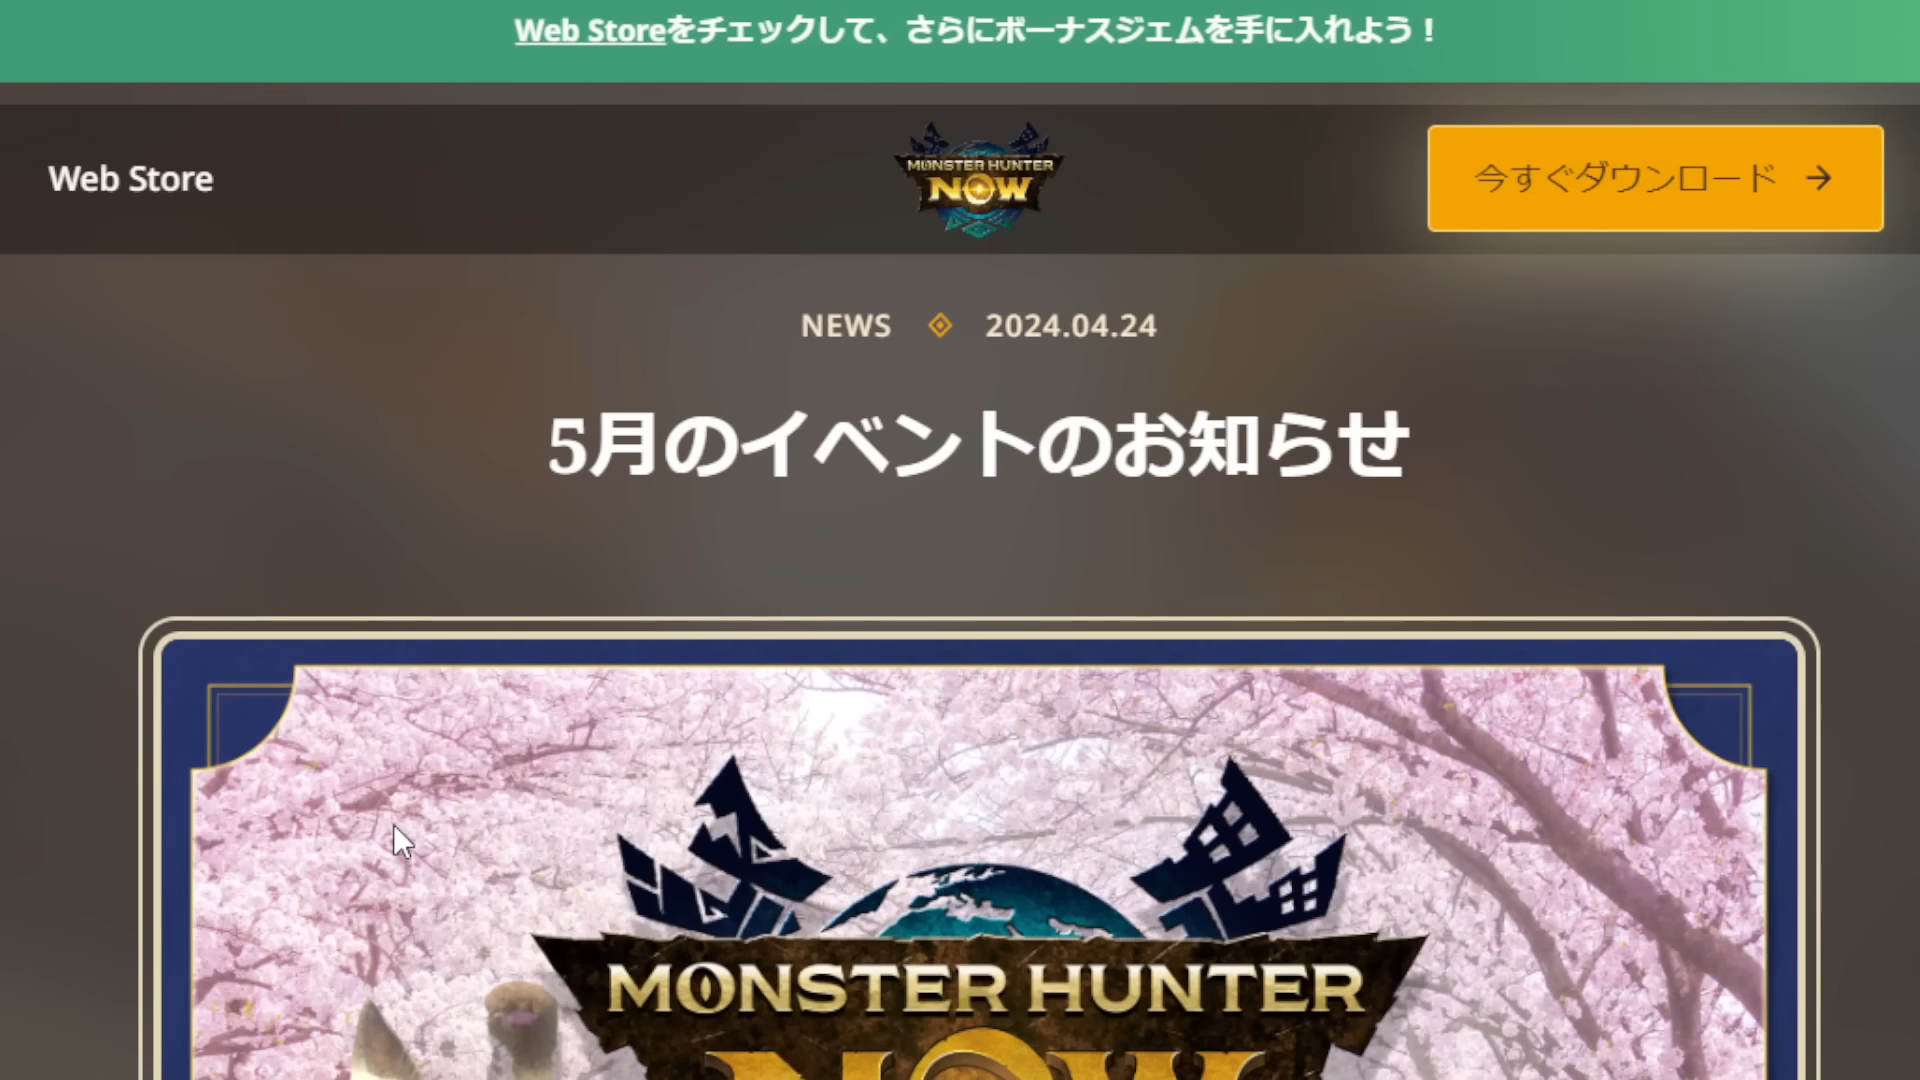 Web Storeをチェックして、さらにボーナスジェムを手に入れよう！
Web Store
MONSTER HUNTER
NOW
今すぐダウンロード →
NEWS 2024.04.24
5月のイベントのお知らせ
MONSTER HUNTER
NOW